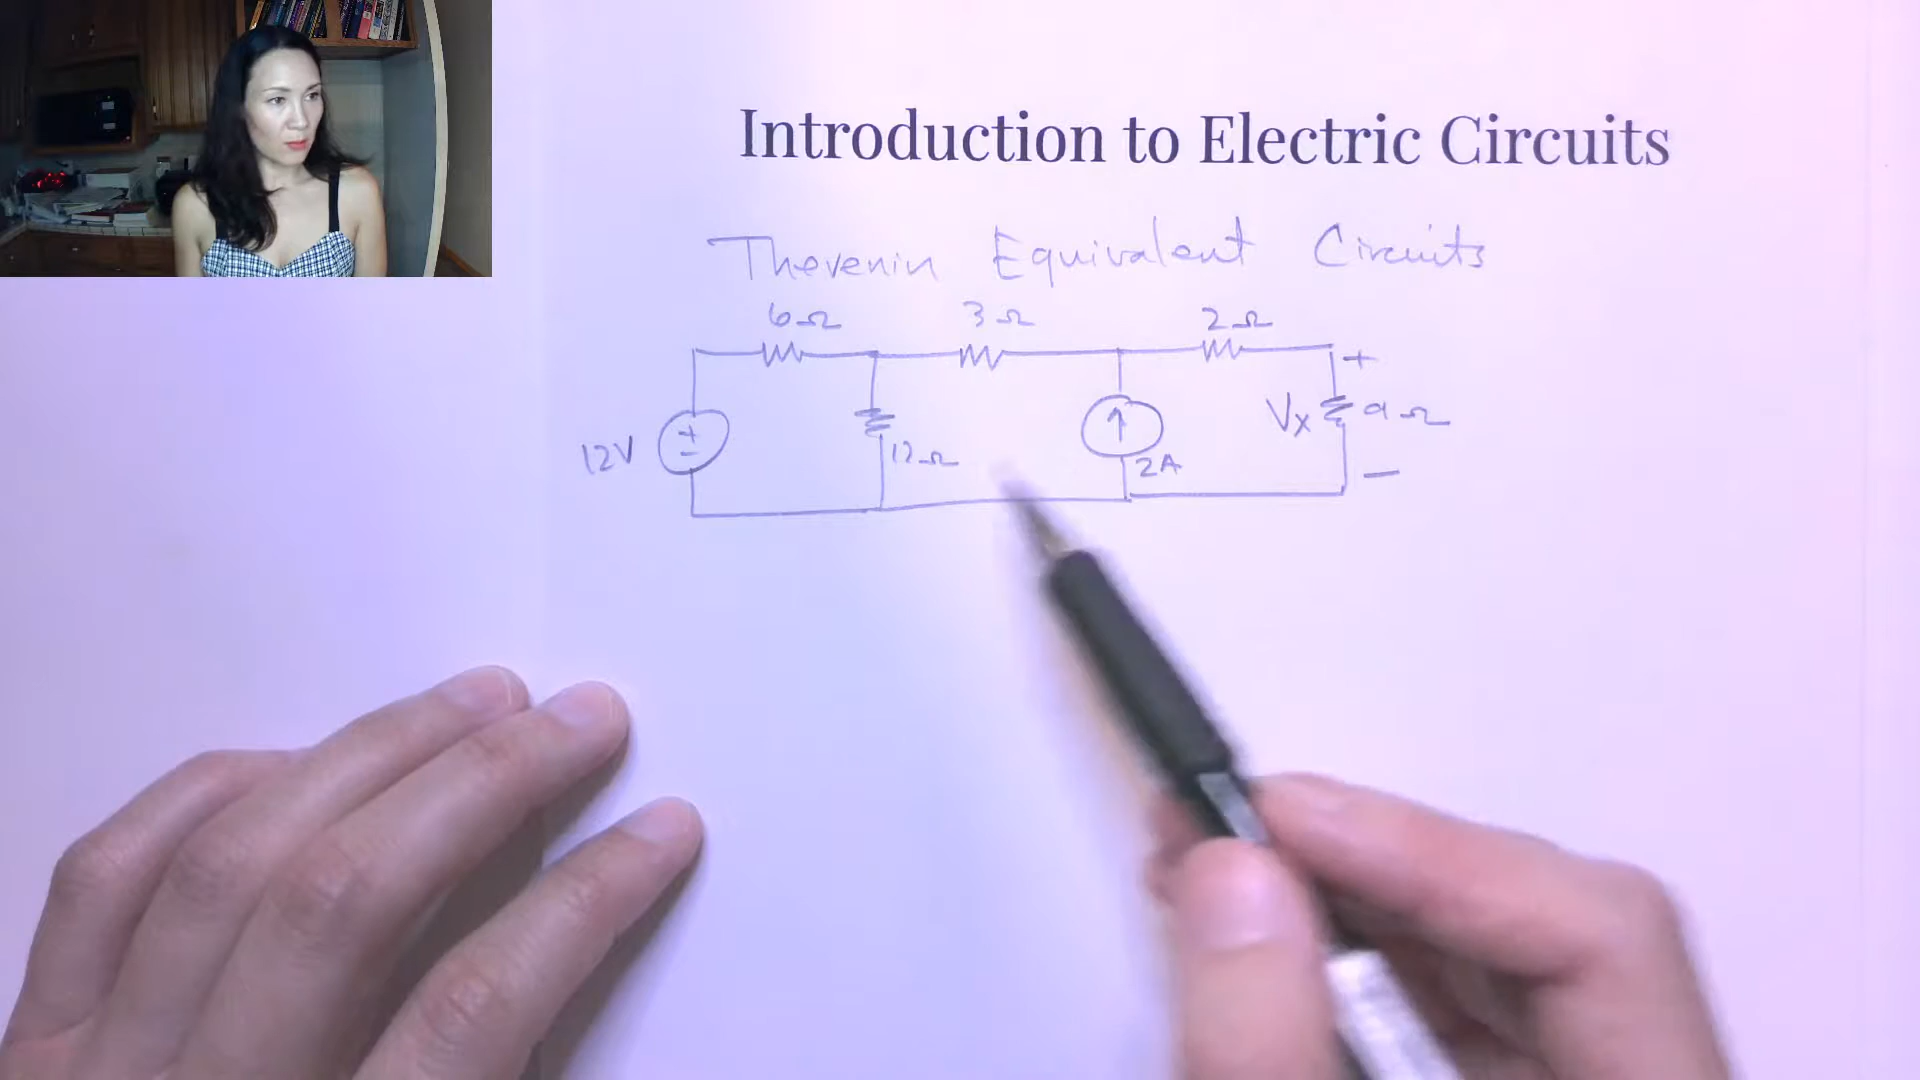 Introduction to Electric Circuits
Thevenin Equivalent Circuits
6Ω 3Ω 2Ω
+
12V + - 12Ω 2A Vx 9Ω
-